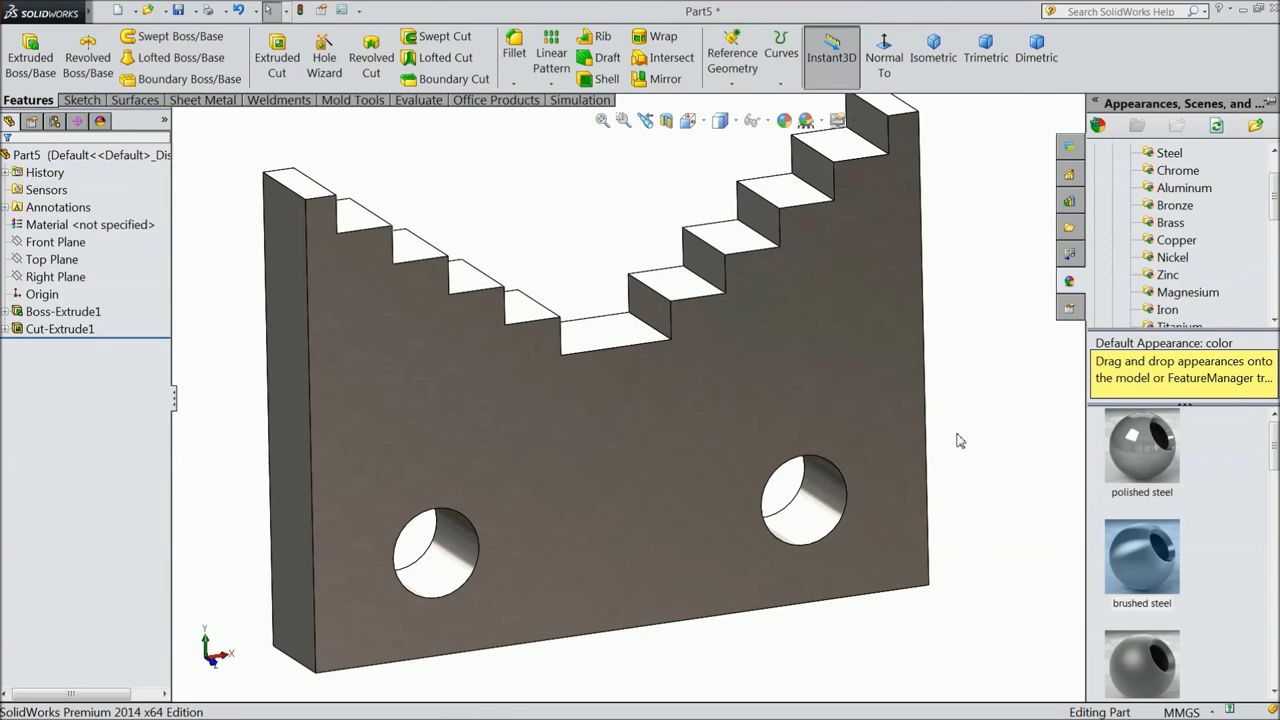 SOLIDWORKS
Part5 *
Search SolidWorks Help
Extruded Boss/Base
Revolved Boss/Base
Swept Boss/Base
Lofted Boss/Base
Boundary Boss/Base
Extruded Cut
Hole Wizard
Revolved Cut
Swept Cut
Lofted Cut
Boundary Cut
Fillet
Linear Pattern
Rib
Draft
Shell
Wrap
Intersect
Mirror
Reference Geometry
Curves
Instant3D
Normal To
Isometric
Trimetric
Dimetric
Features
Sketch
Surfaces
Sheet Metal
Weldments
Mold Tools
Evaluate
Office Products
Simulation
Part5 (Default<<Default>_Dis
History
Sensors
Annotations
Material <not specified>
Front Plane
Top Plane
Right Plane
Origin
Boss-Extrude1
Cut-Extrude1
Appearances, Scenes, and ...
Steel
Chrome
Aluminum
Bronze
Brass
Copper
Nickel
Zinc
Magnesium
Iron
Titanium
Default Appearance: color
Drag and drop appearances onto
the model or FeatureManager tr...
polished steel
brushed steel
Y
X
Z
SolidWorks Premium 2014 x64 Edition
Editing Part
MMGS